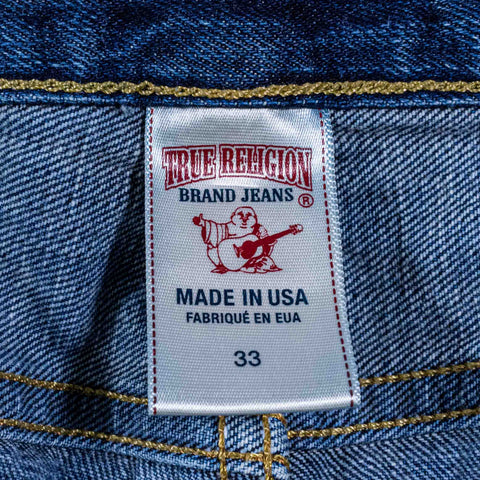 TRUE RELIGION
BRAND JEANS ®
MADE IN USA
FABRIQUÉ EN EUA
33